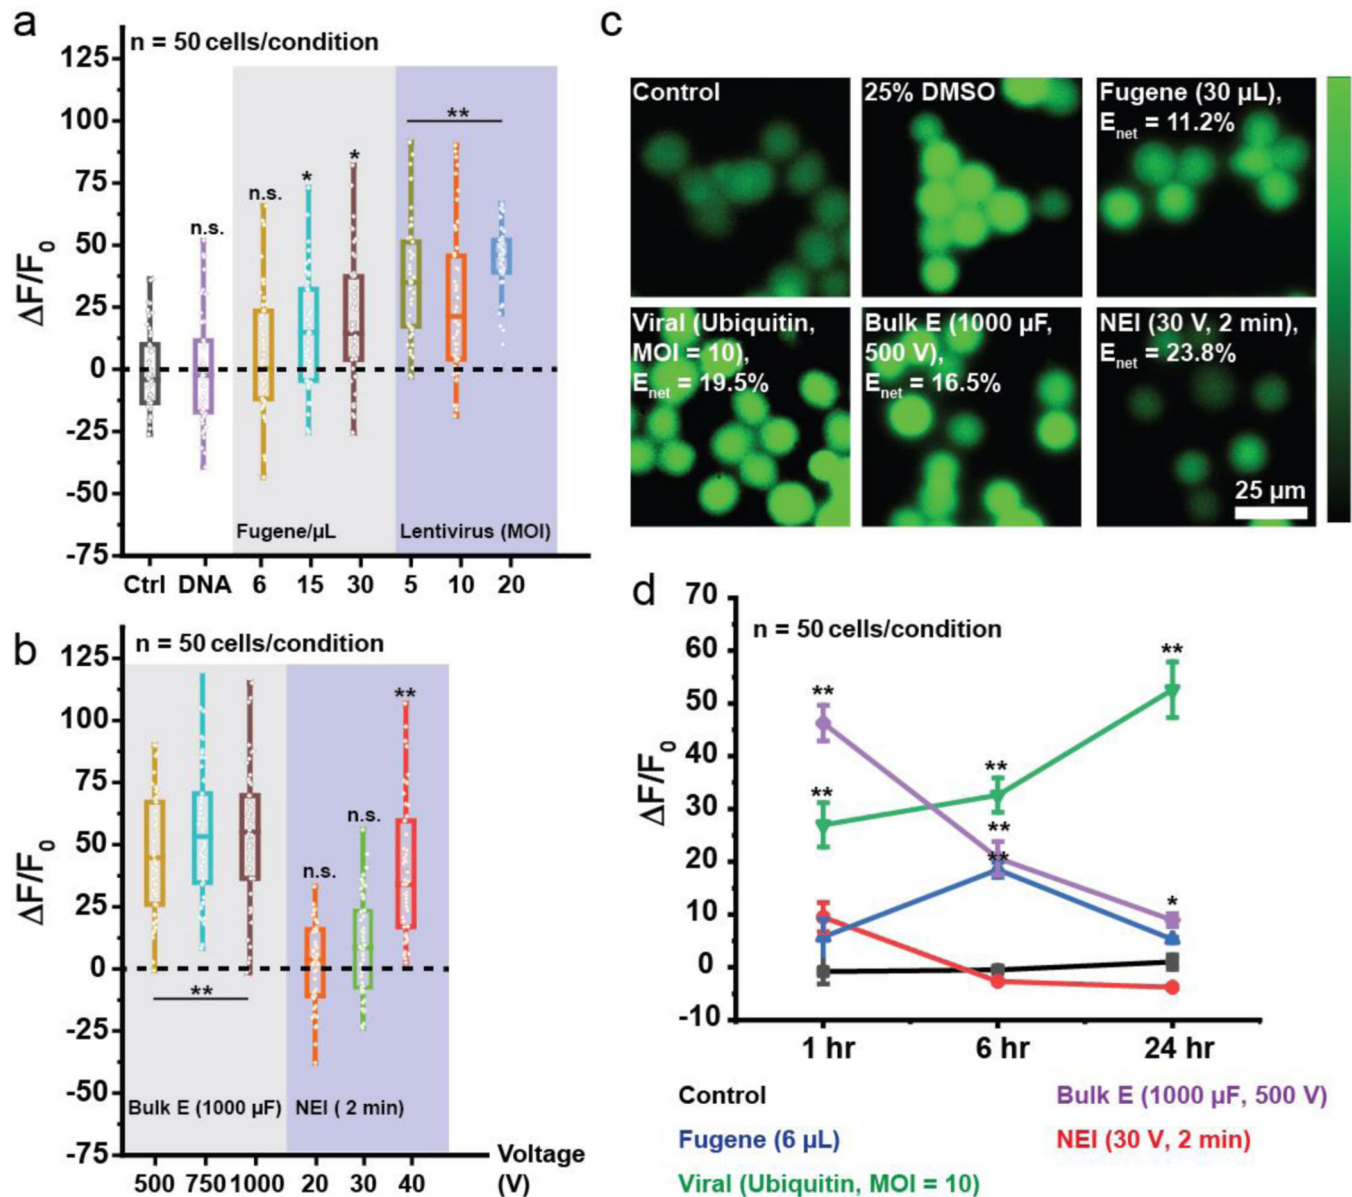 a
n = 50 cells/condition
125
100
75
50
25
0
-25
-50
-75
ΔF/F0
n.s.
n.s.
*
*
**
Fugene/µL
Lentivirus (MOI)
Ctrl DNA 6 15 30 5 10 20
c
Control
25% DMSO
Fugene (30 µL),
Enet = 11.2%
Viral (Ubiquitin,
MOI = 10),
Enet = 19.5%
Bulk E (1000 µF,
500 V),
Enet = 16.5%
NEI (30 V, 2 min),
Enet = 23.8%
25 µm
b
n = 50 cells/condition
125
100
75
50
25
0
-25
-50
-75
ΔF/F0
**
n.s.
n.s.
**
Bulk E (1000 µF)
NEI ( 2 min)
500 750 1000 20 30 40
Voltage
(V)
d
n = 50 cells/condition
70
60
50
40
30
20
10
0
-10
ΔF/F0
**
**
**
**
**
**
*
1 hr 6 hr 24 hr
Control
Fugene (6 µL)
Viral (Ubiquitin, MOI = 10)
Bulk E (1000 µF, 500 V)
NEI (30 V, 2 min)